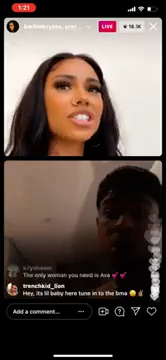 1:21
LIVE
18.3K
The only woman you need is Ava 💕 💕
trenchkid_lion
Hey, its lil baby here tune in to the bma 😀✌🏽
Add a comment...